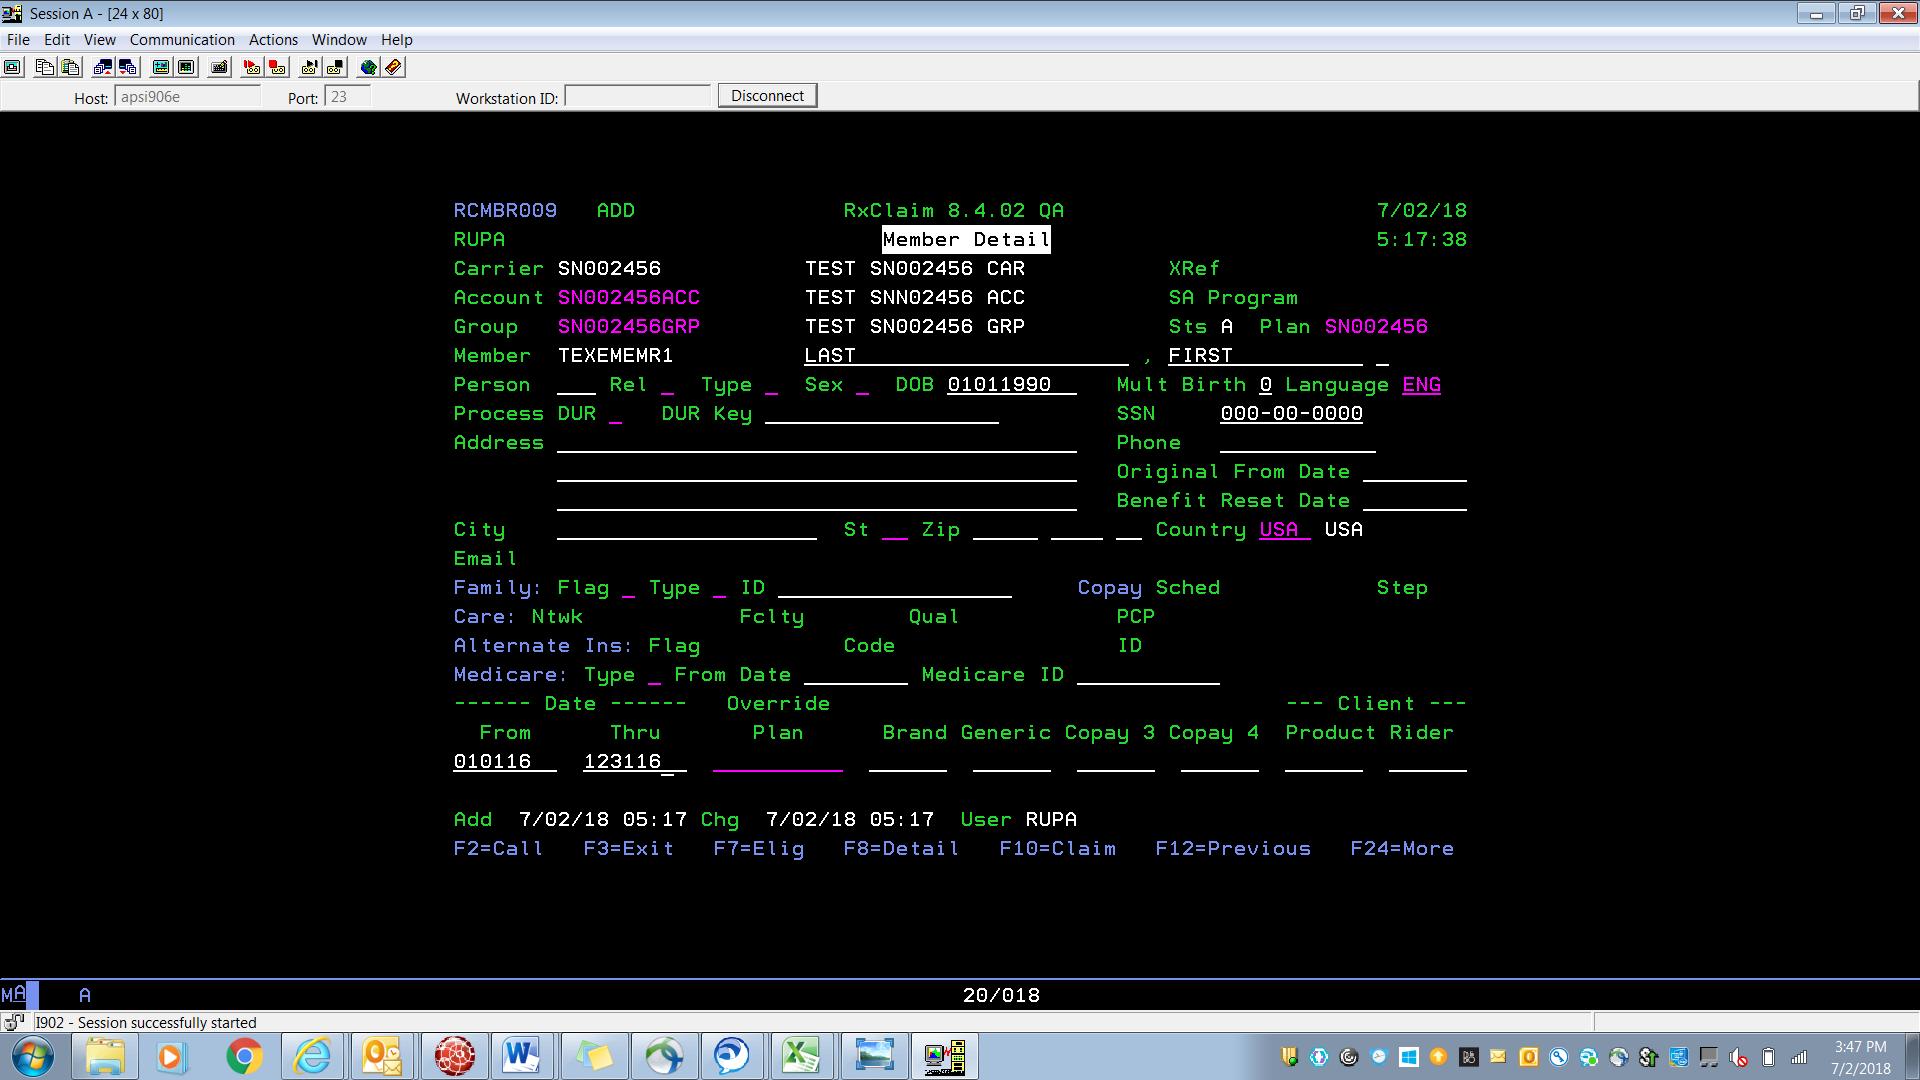 Session A - [24 x 80]
File Edit View Communication Actions Window Help
Host: apsi906e Port: 23 Workstation ID: Disconnect
RCMBR009 ADD RxClaim 8.4.02 QA 7/02/18
RUPA Member Detail 5:17:38
Carrier SN002456 TEST SN002456 CAR XRef
Account SN002456ACC TEST SNN02456 ACC SA Program
Group SN002456GRP TEST SN002456 GRP Sts A Plan SN002456
Member TEXEMEMR1 LAST , FIRST
Person Rel Type Sex DOB 01011990 Mult Birth 0 Language ENG
Process DUR DUR Key SSN 000-00-0000
Address Phone
Original From Date
Benefit Reset Date
City St Zip Country USA USA
Email
Family: Flag Type ID Copay Sched Step
Care: Ntwk Fclty Qual PCP
Alternate Ins: Flag Code ID
Medicare: Type From Date Medicare ID
------ Date ------ Override --- Client ---
From Thru Plan Brand Generic Copay 3 Copay 4 Product Rider
010116 123116
Add 7/02/18 05:17 Chg 7/02/18 05:17 User RUPA
F2=Call F3=Exit F7=Elig F8=Detail F10=Claim F12=Previous F24=More
MA A 20/018
I902 - Session successfully started
3:47 PM
7/2/2018